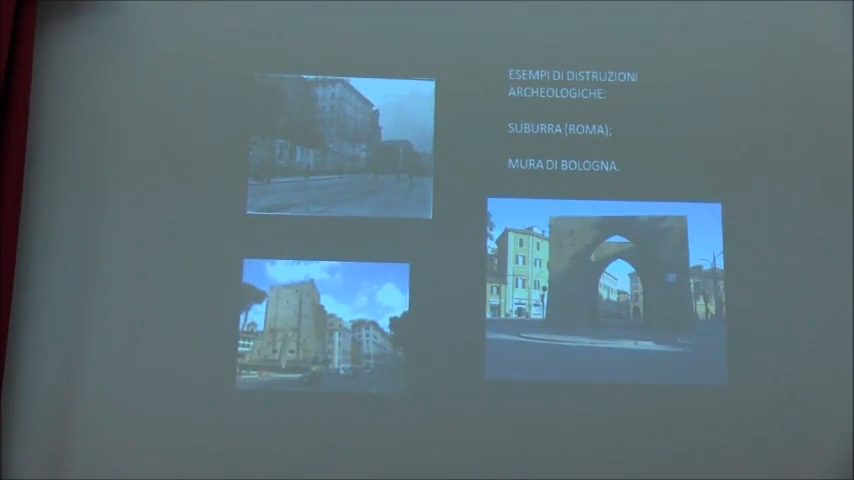 ESEMPI DI DISTRUZIONI
ARCHEOLOGICHE:
SUBURRA (ROMA);
MURA DI BOLOGNA.